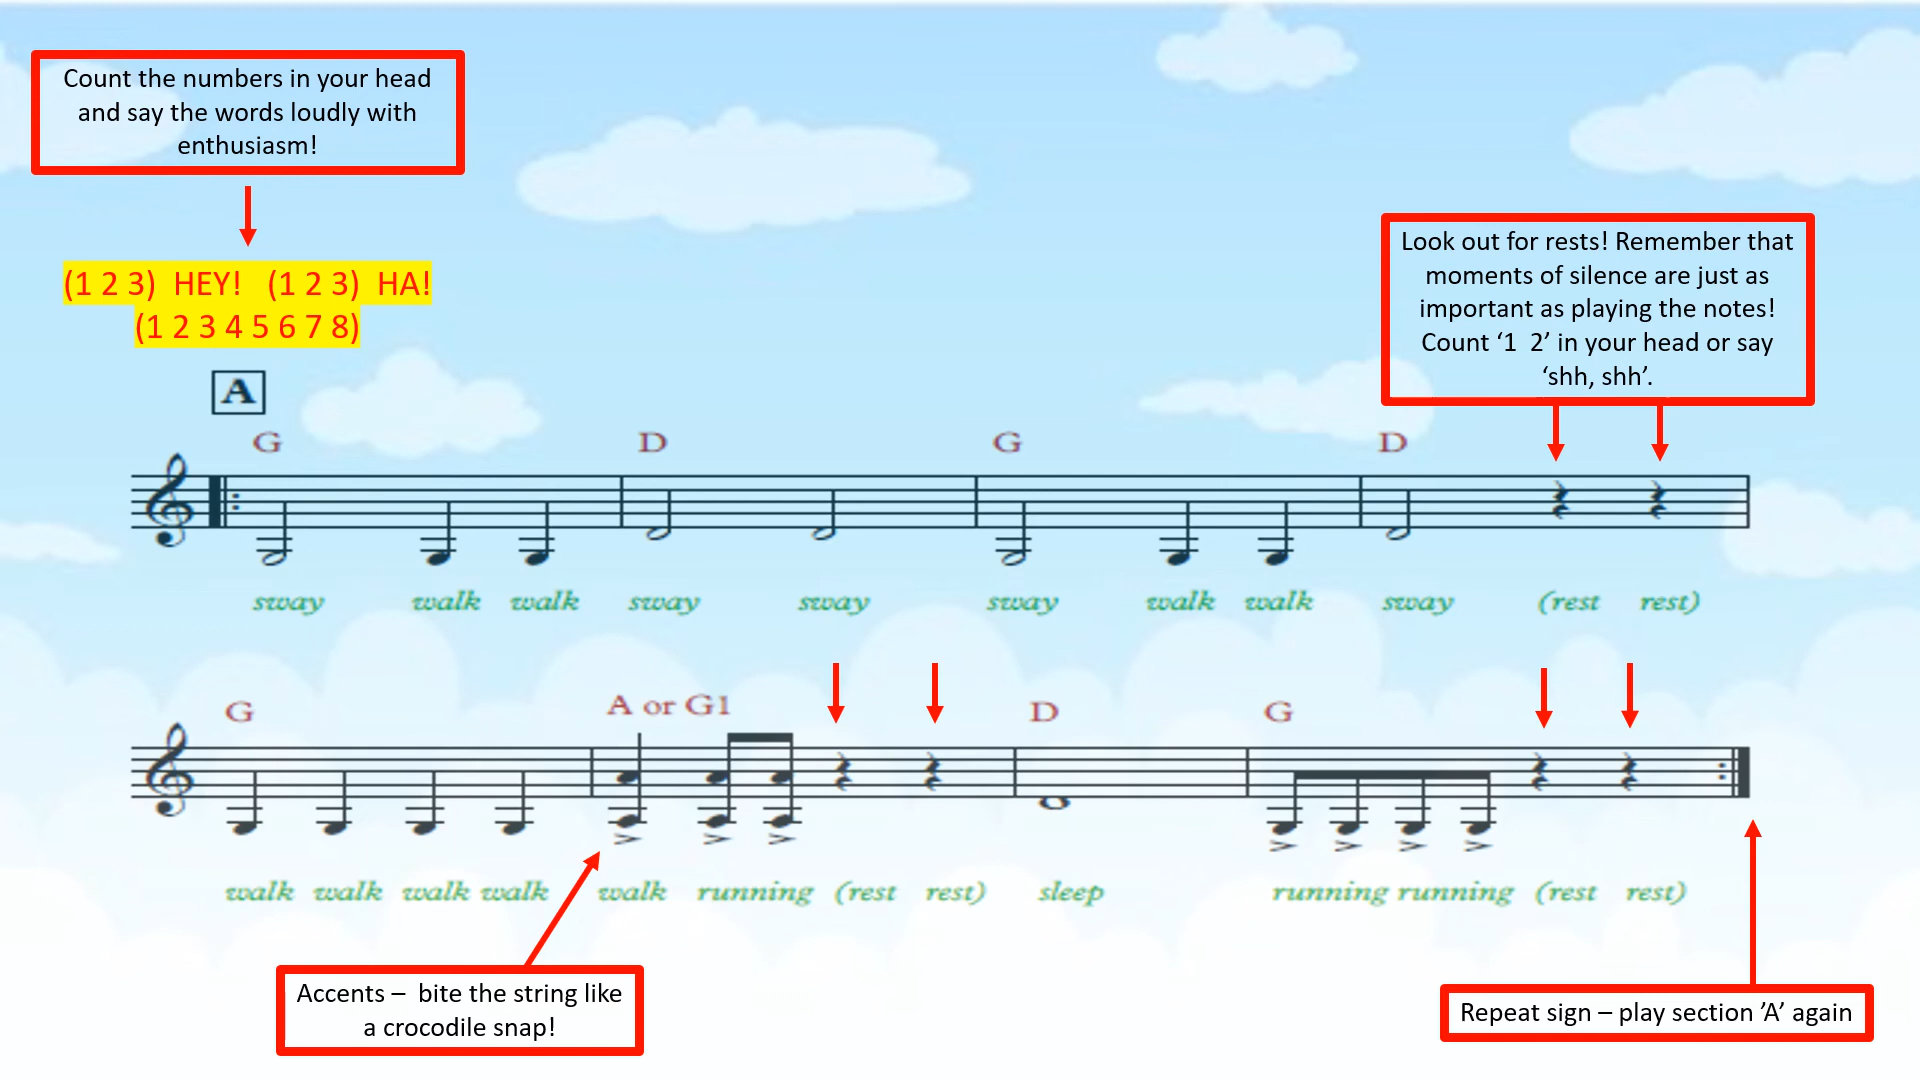 Count the numbers in your head
and say the words loudly with
enthusiasm!
(1 2 3)  HEY!   (1 2 3)  HA!
(1 2 3 4 5 6 7 8)
Look out for rests! Remember that
moments of silence are just as
important as playing the notes!
Count ‘1  2’ in your head or say
‘shh, shh’.
A
G D G D
sway walk walk sway sway sway walk walk sway (rest rest)
G A or G1 D G
walk walk walk walk walk running (rest rest) sleep running running (rest rest)
Accents –  bite the string like
a crocodile snap!
Repeat sign – play section ’A’ again